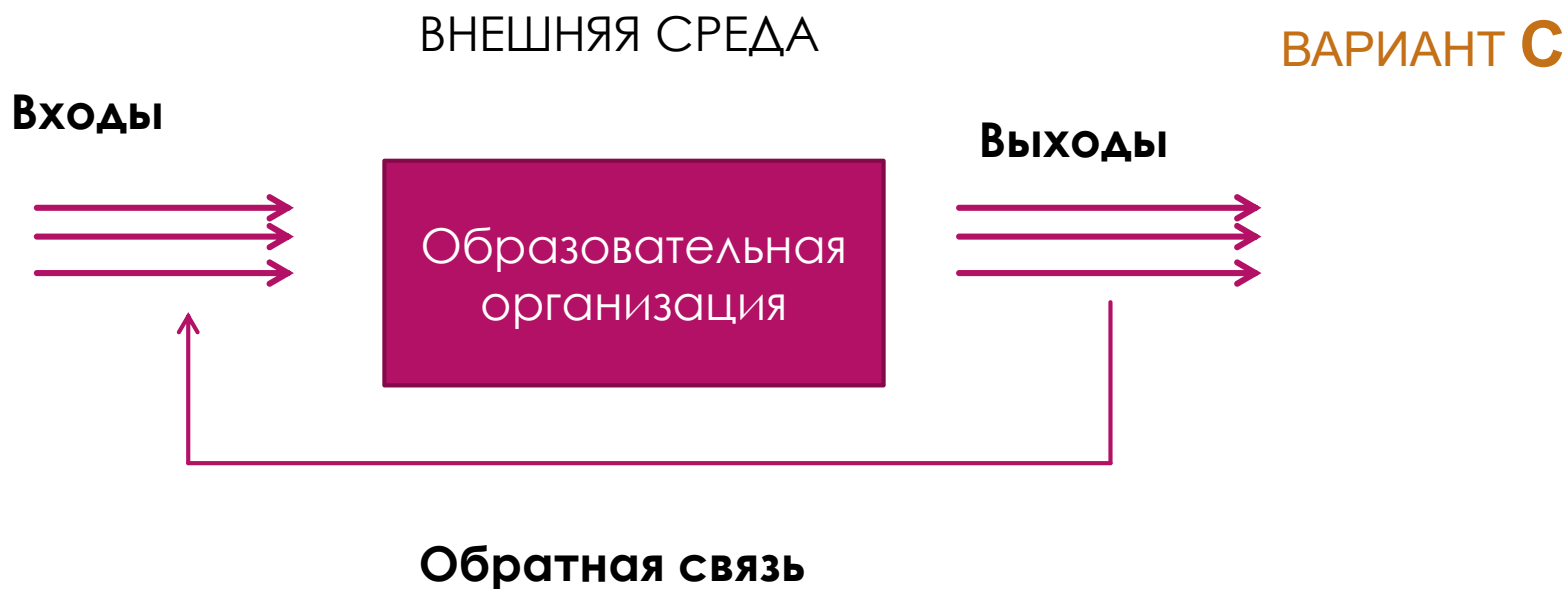 ВНЕШНЯЯ СРЕДА
ВАРИАНТ С
Входы
Выходы
Образовательная
организация
Обратная связь